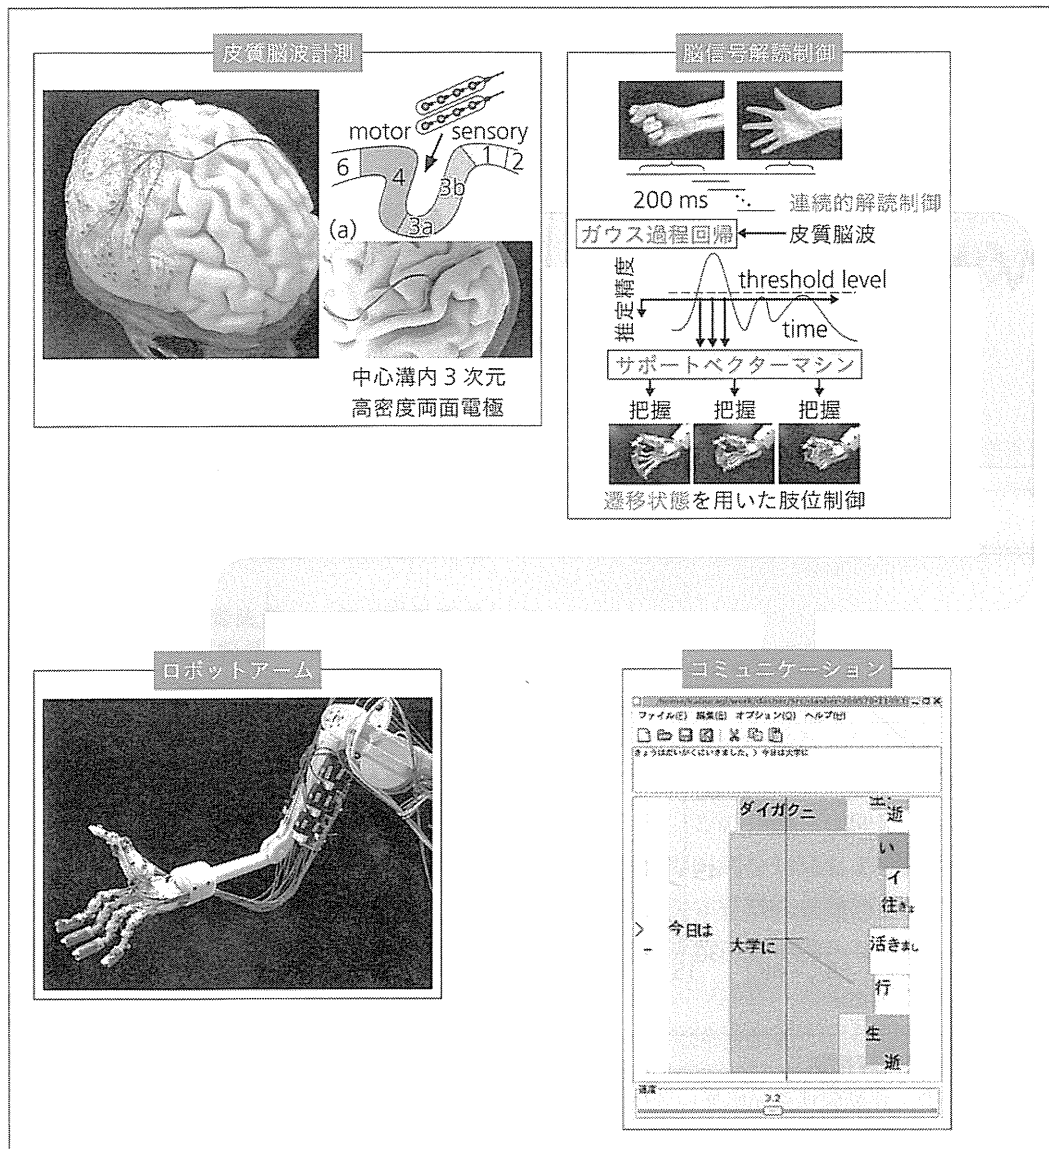 皮質脳波計測
motor sensory
6 4 3a 3b 1 2
(a)
中心溝内 3 次元
高密度両面電極
脳信号解読制御
200 ms
連続的解読制御
ガウス過程回帰
皮質脳波
推定精度
threshold level
time
サポートベクターマシン
把握 把握 把握
遷移状態を用いた肢位制御
ロボットアーム
コミュニケーション
ファイル(F) 編集(E) オプション(O) ヘルプ(H)
きょうはだいがくにいきました。) 今日は大学に
ダイガクニ
逝
い
イ
往きま
今日は
大学に
活きまし
行
生
逝
速度
3.2